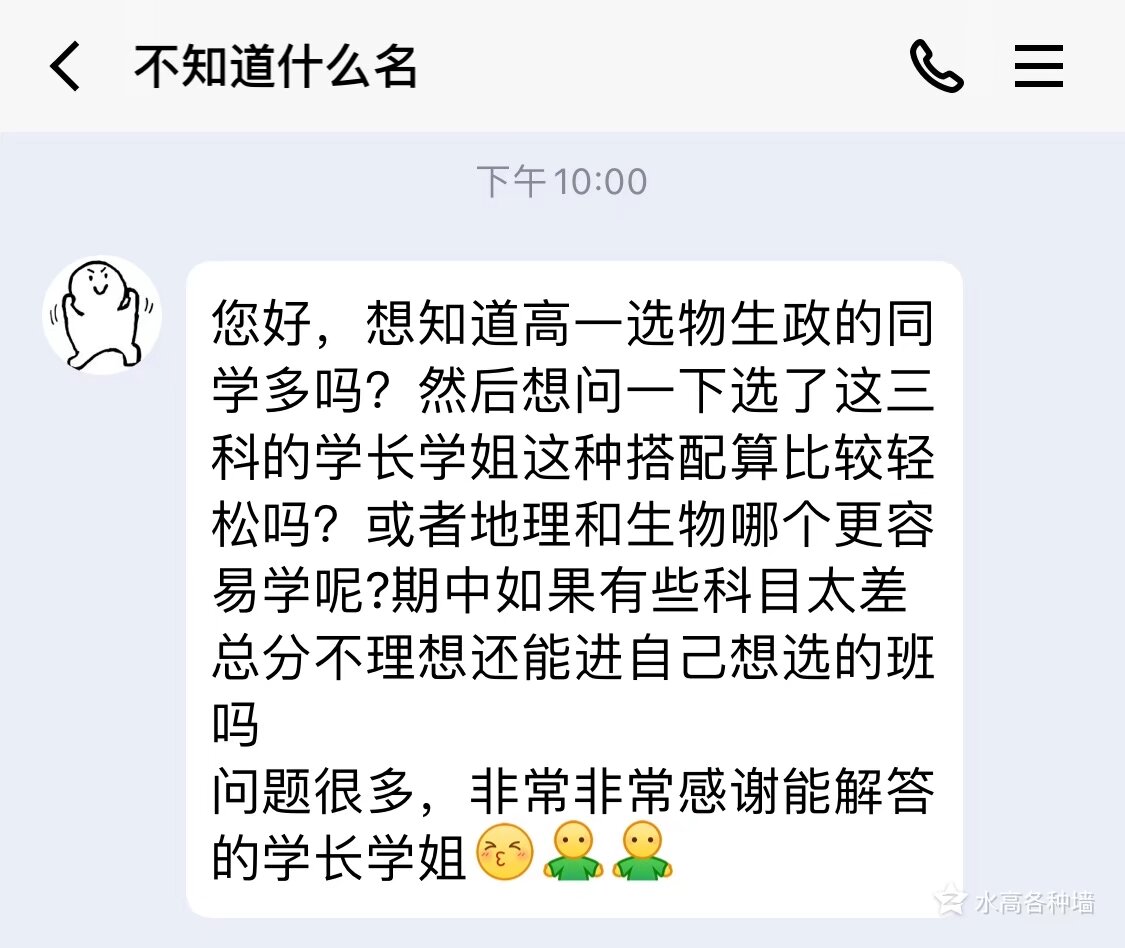 不知道什么名
下午10:00
您好，想知道高一选物生政的同
学多吗？然后想问一下选了这三
科的学长学姐这种搭配算比较轻
松吗？或者地理和生物哪个更容
易学呢?期中如果有些科目太差
总分不理想还能进自己想选的班
吗
问题很多，非常非常感谢能解答
的学长学姐
水高各种墙